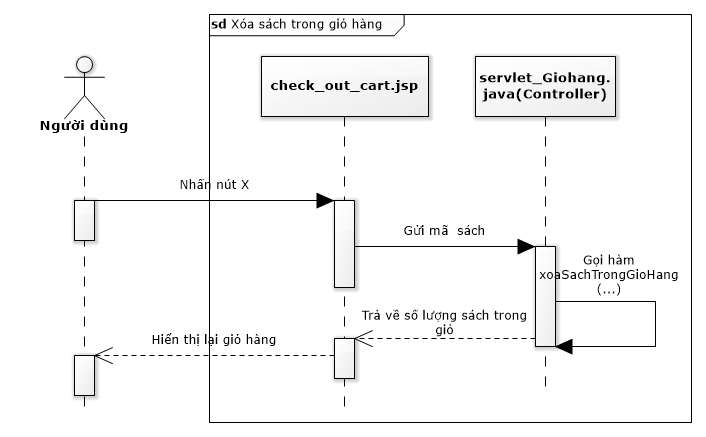 sd Xóa sách trong giỏ hàng
check_out_cart.jsp
servlet_Giohang.
java(Controller)
Người dùng
Nhấn nút X
Gửi mã sách
Gọi hàm
xoaSachTrongGioHang
(...)
Trả về số lượng sách trong
giỏ
Hiển thị lại giỏ hàng